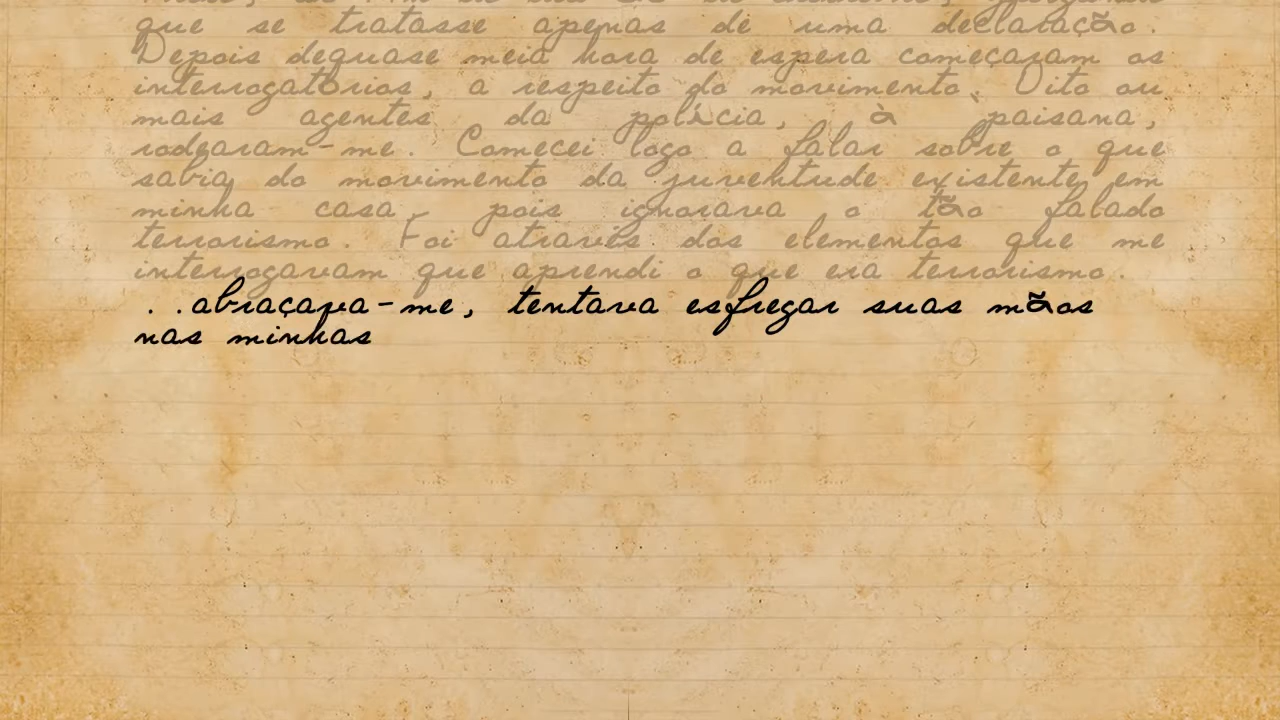 que se tratasse apenas de uma declaração.
Depois dequase meia hora de espera começaram os
interrogatórios, a respeito do movimento. Oito ou
mais agentes da polícia, à paisana,
rodearam-me. Comecei logo a falar sobre o que
sabia do movimento da juventude existente em
minha casa, pois ignorava o tão falado
terrorismo. Foi através dos elementos que me
interrogavam que aprendi o que era terrorismo.
..abraçava-me, tentava esfregar suas mãos
nas minhas